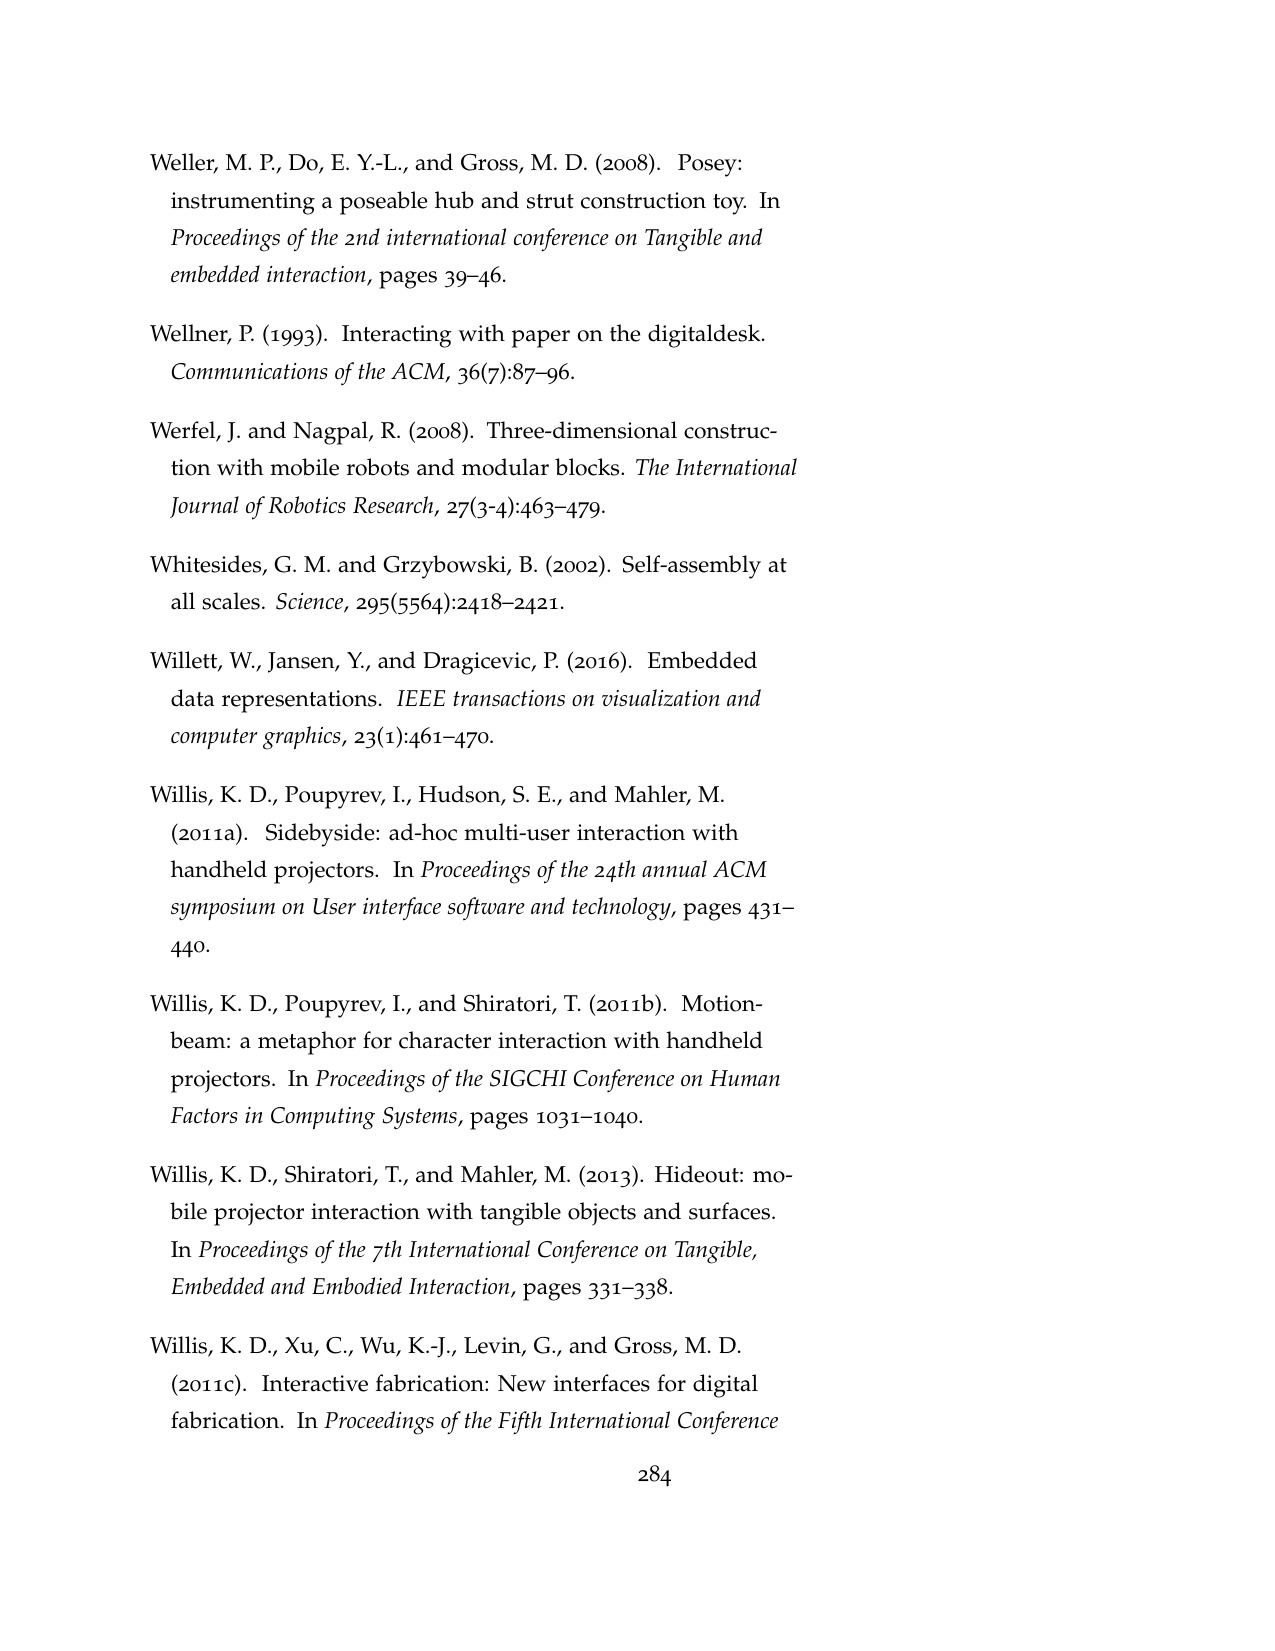 Weller, M. P., Do, E. Y.-L., and Gross, M. D. (2008). Posey:
instrumenting a poseable hub and strut construction toy. In
Proceedings of the 2nd international conference on Tangible and
embedded interaction, pages 39–46.
Wellner, P. (1993). Interacting with paper on the digitaldesk.
Communications of the ACM, 36(7):87–96.
Werfel, J. and Nagpal, R. (2008). Three-dimensional construc-
tion with mobile robots and modular blocks. The International
Journal of Robotics Research, 27(3-4):463–479.
Whitesides, G. M. and Grzybowski, B. (2002). Self-assembly at
all scales. Science, 295(5564):2418–2421.
Willett, W., Jansen, Y., and Dragicevic, P. (2016). Embedded
data representations. IEEE transactions on visualization and
computer graphics, 23(1):461–470.
Willis, K. D., Poupyrev, I., Hudson, S. E., and Mahler, M.
(2011a). Sidebyside: ad-hoc multi-user interaction with
handheld projectors. In Proceedings of the 24th annual ACM
symposium on User interface software and technology, pages 431–
440.
Willis, K. D., Poupyrev, I., and Shiratori, T. (2011b). Motion-
beam: a metaphor for character interaction with handheld
projectors. In Proceedings of the SIGCHI Conference on Human
Factors in Computing Systems, pages 1031–1040.
Willis, K. D., Shiratori, T., and Mahler, M. (2013). Hideout: mo-
bile projector interaction with tangible objects and surfaces.
In Proceedings of the 7th International Conference on Tangible,
Embedded and Embodied Interaction, pages 331–338.
Willis, K. D., Xu, C., Wu, K.-J., Levin, G., and Gross, M. D.
(2011c). Interactive fabrication: New interfaces for digital
fabrication. In Proceedings of the Fifth International Conference
284